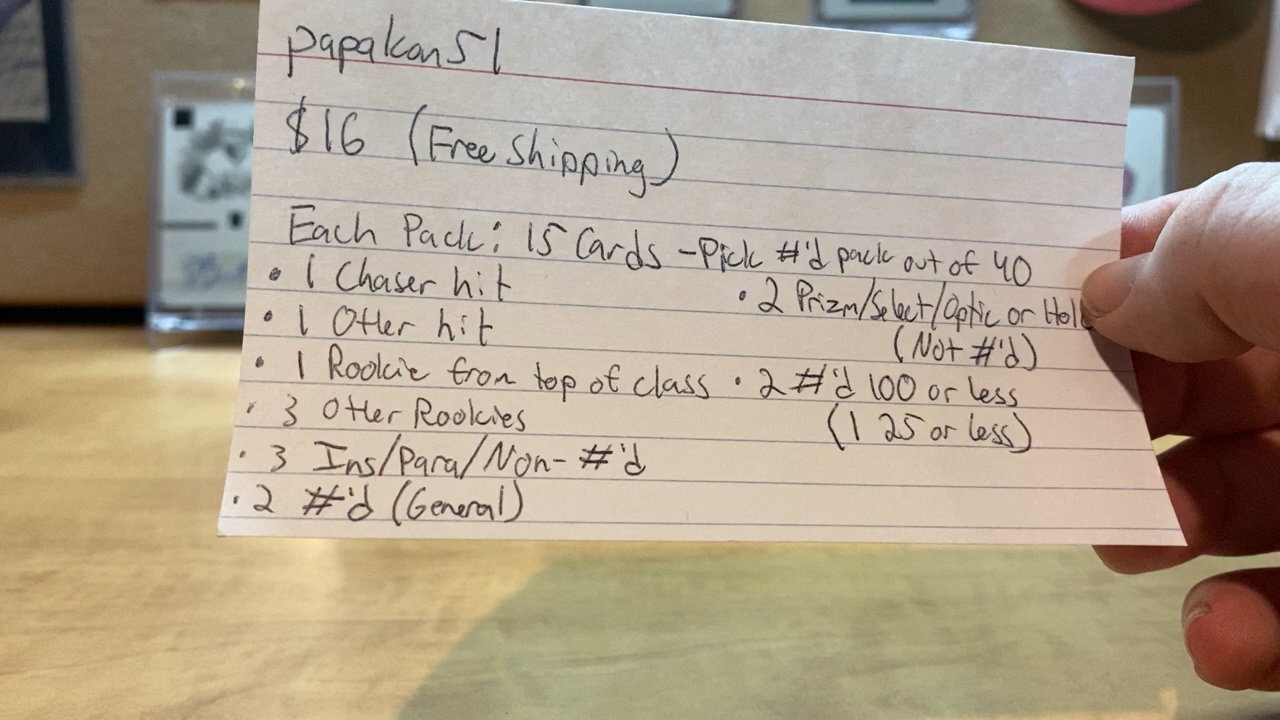 papakan51
$16 (Free Shipping)
Each Pack: 15 Cards - Pick #'d pack out of 40
• 1 Chaser hit
• 1 Other hit
• 1 Rookie from top of class
• 3 Other Rookies
• 3 Ins/Para/Non-#'d
• 2 #'d (General)
• 2 Prizm/Select/Optic or Hol
(Not #'d)
• 2 #'d 100 or less
(1 25 or less)